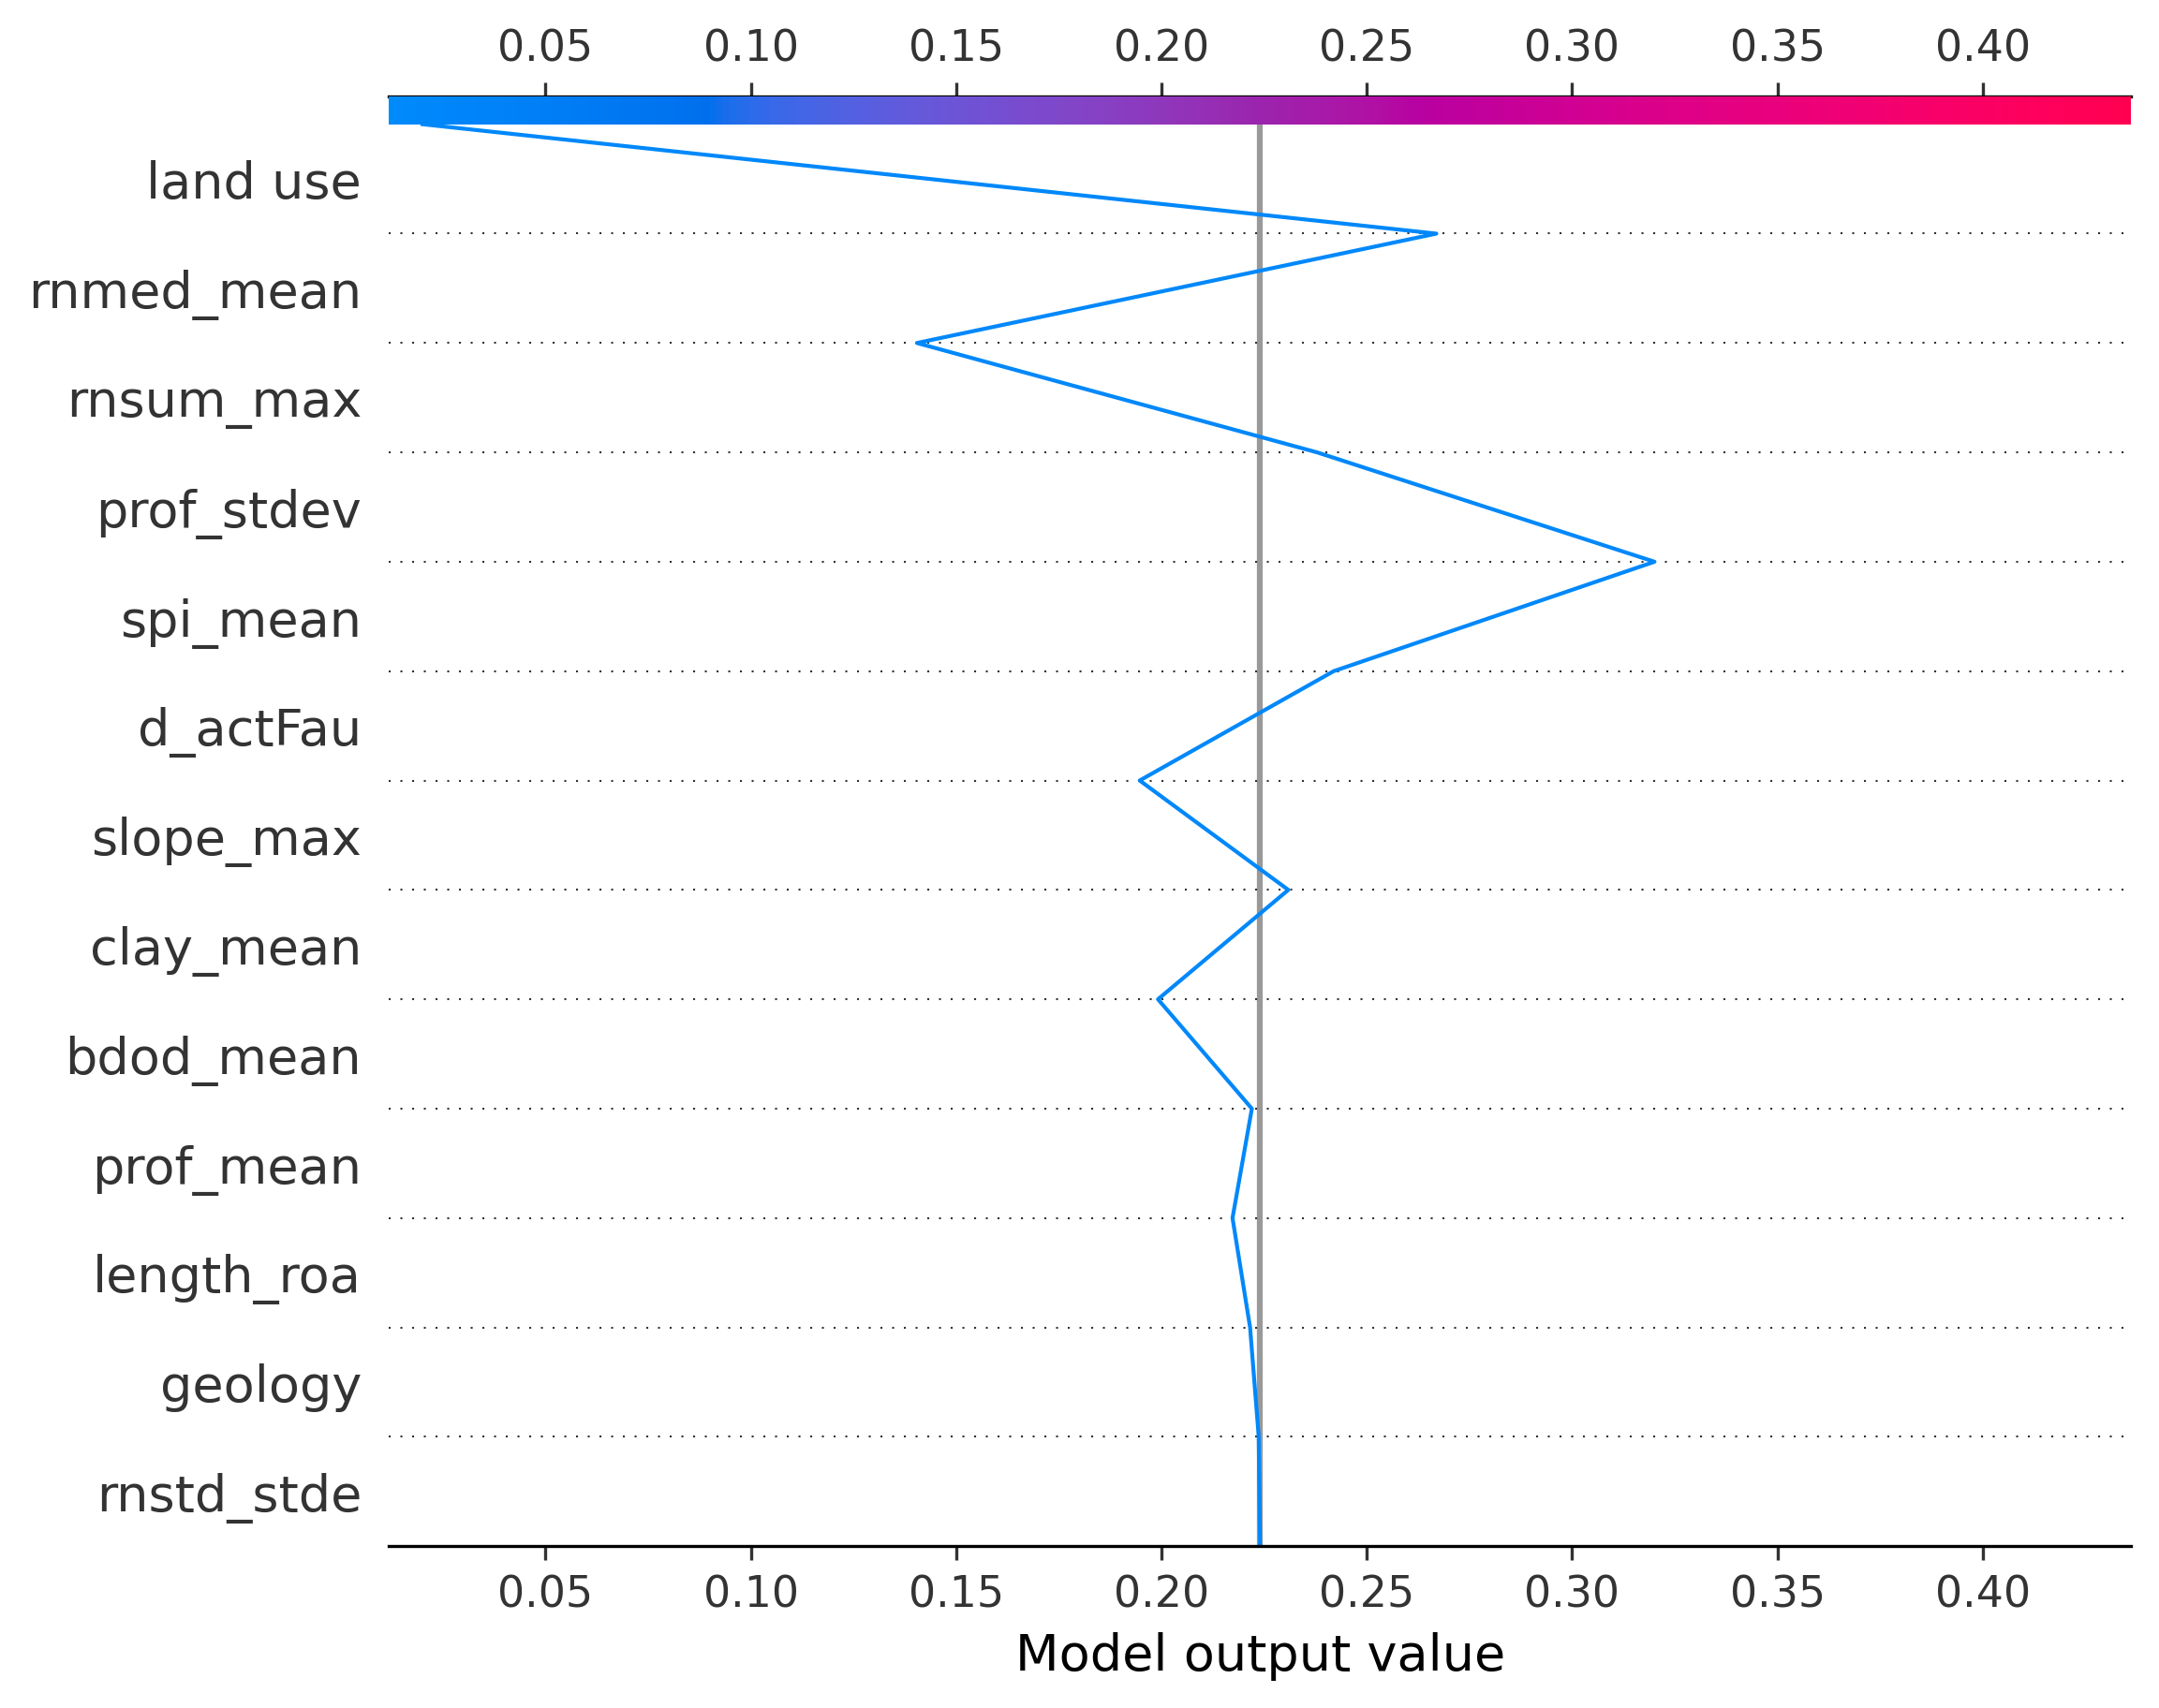 0.05 0.10 0.15 0.20 0.25 0.30 0.35 0.40
land use
rnmed_mean
rnsum_max
prof_stdev
spi_mean
d_actFau
slope_max
clay_mean
bdod_mean
prof_mean
length_roa
geology
rnstd_stde
0.05 0.10 0.15 0.20 0.25 0.30 0.35 0.40
Model output value